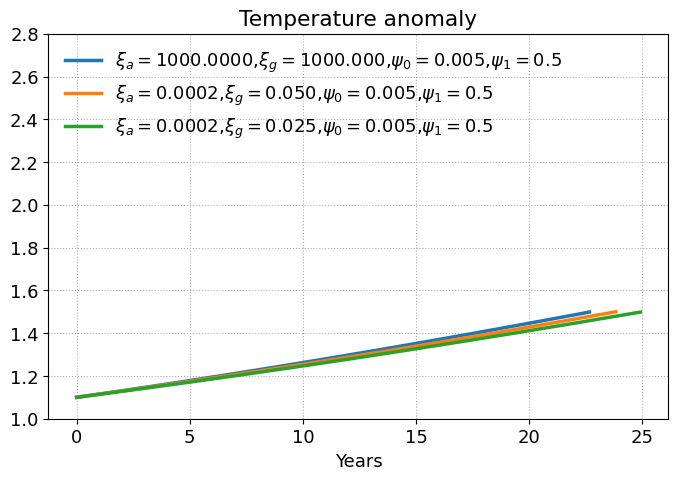 Temperature anomaly
2.8
ξₐ = 1000.0000,ξ_g = 1000.000,ψ₀ = 0.005,ψ₁ = 0.5
2.6
ξₐ = 0.0002,ξ_g = 0.050,ψ₀ = 0.005,ψ₁ = 0.5
2.4
ξₐ = 0.0002,ξ_g = 0.025,ψ₀ = 0.005,ψ₁ = 0.5
2.2
2.0
1.8
1.6
1.4
1.2
1.0
0 5 10 15 20 25
Years